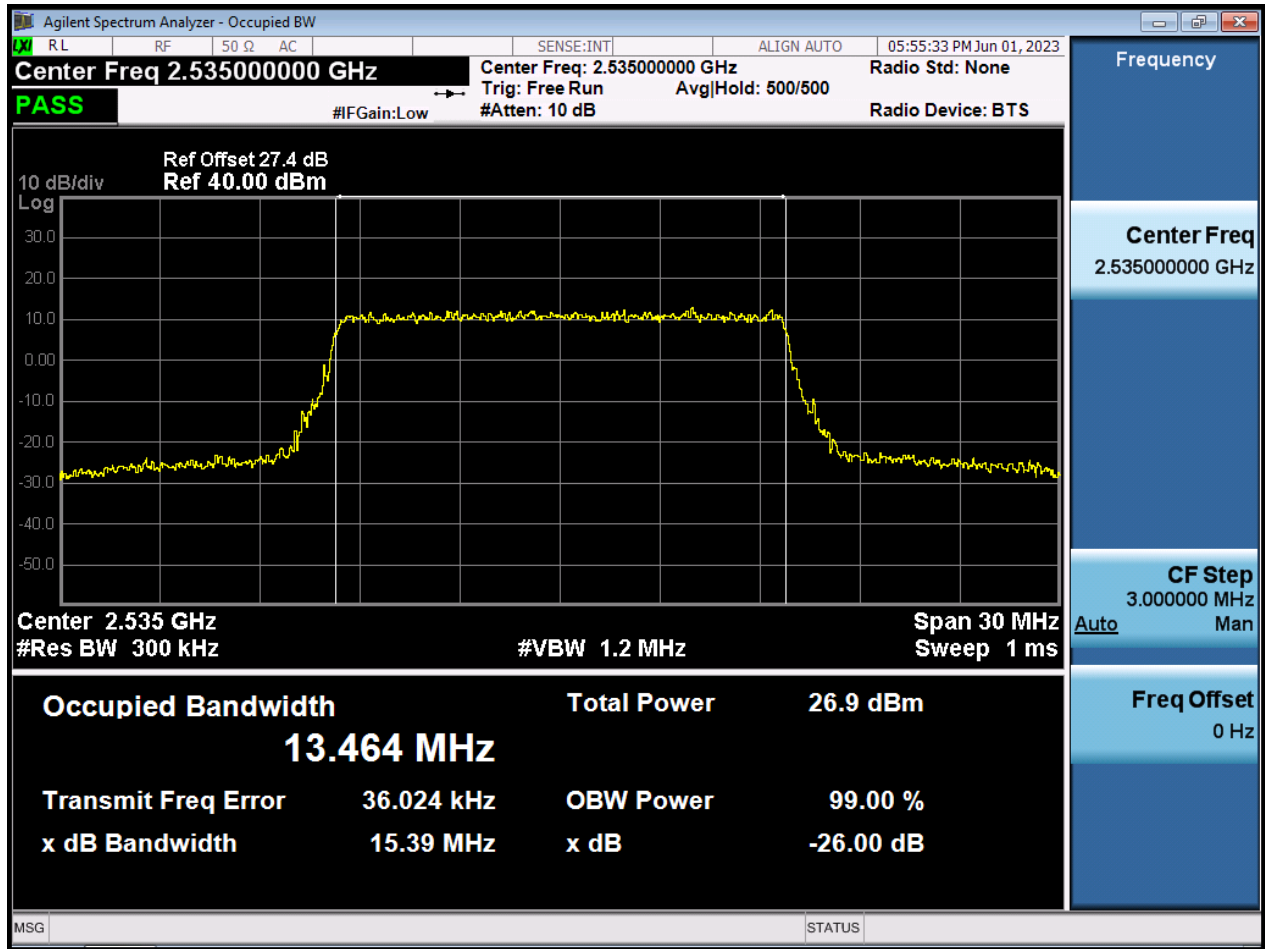 Agilent Spectrum Analyzer - Occupied BW
LXI RL RF 50 Ω AC SENSE:INT ALIGN AUTO 05:55:33 PM Jun 01, 2023
Center Freq 2.535000000 GHz
PASS
#IFGain:Low
Center Freq: 2.535000000 GHz
Trig: Free Run Avg|Hold: 500/500
#Atten: 10 dB
Radio Std: None
Radio Device: BTS
Ref Offset 27.4 dB
10 dB/div Ref 40.00 dBm
Log
30.0
20.0
10.0
0.00
-10.0
-20.0
-30.0
-40.0
-50.0
Center 2.535 GHz Span 30 MHz
#Res BW 300 kHz #VBW 1.2 MHz Sweep 1 ms
Occupied Bandwidth Total Power 26.9 dBm
13.464 MHz
Transmit Freq Error 36.024 kHz OBW Power 99.00 %
x dB Bandwidth 15.39 MHz x dB -26.00 dB
Frequency
Center Freq
2.535000000 GHz
CF Step
3.000000 MHz
Auto Man
Freq Offset
0 Hz
MSG STATUS